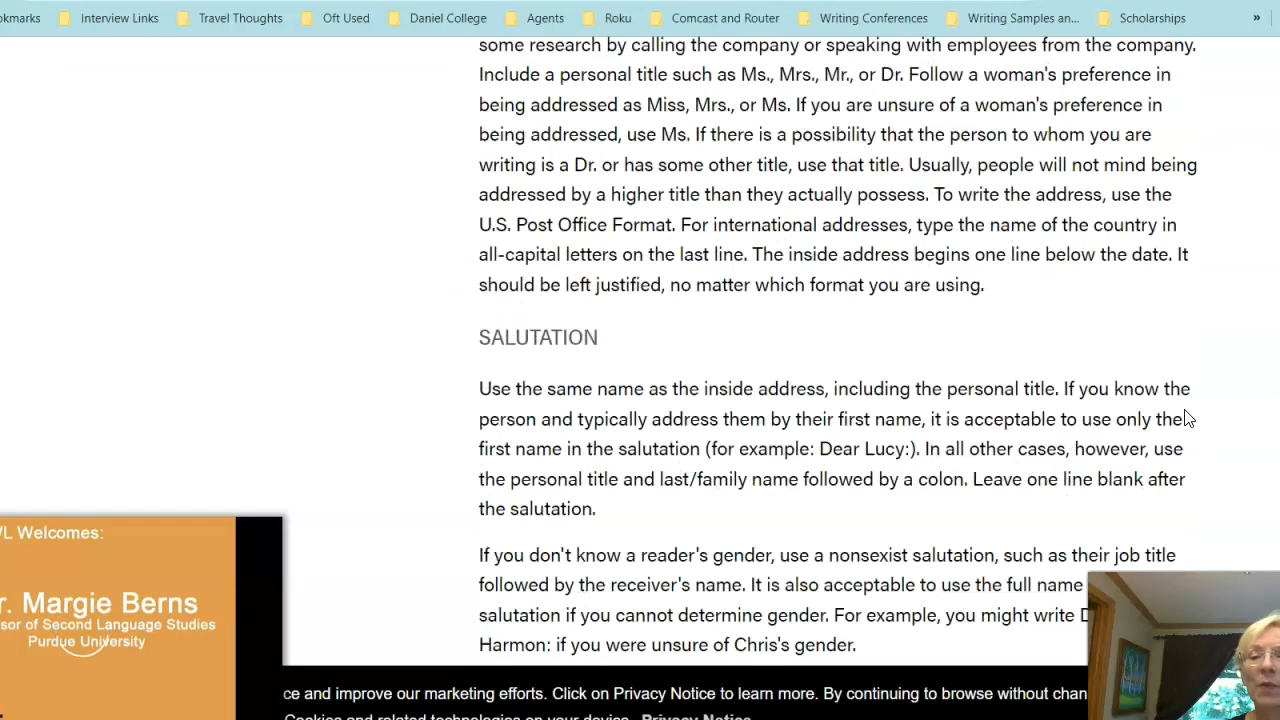 okmarks Interview Links Travel Thoughts Oft Used Daniel College Agents Roku Comcast and Router Writing Conferences Writing Samples an... Scholarships »
some research by calling the company or speaking with employees from the company.
Include a personal title such as Ms., Mrs., Mr., or Dr. Follow a woman's preference in
being addressed as Miss, Mrs., or Ms. If you are unsure of a woman's preference in
being addressed, use Ms. If there is a possibility that the person to whom you are
writing is a Dr. or has some other title, use that title. Usually, people will not mind being
addressed by a higher title than they actually possess. To write the address, use the
U.S. Post Office Format. For international addresses, type the name of the country in
all-capital letters on the last line. The inside address begins one line below the date. It
should be left justified, no matter which format you are using.
SALUTATION
Use the same name as the inside address, including the personal title. If you know the
person and typically address them by their first name, it is acceptable to use only the
first name in the salutation (for example: Dear Lucy:). In all other cases, however, use
the personal title and last/family name followed by a colon. Leave one line blank after
the salutation.
If you don't know a reader's gender, use a nonsexist salutation, such as their job title
followed by the receiver's name. It is also acceptable to use the full name
salutation if you cannot determine gender. For example, you might write D
Harmon: if you were unsure of Chris's gender.
VL Welcomes:
r. Margie Berns
sor of Second Language Studies
Purdue University
ce and improve our marketing efforts. Click on Privacy Notice to learn more. By continuing to browse without chan
Cookies and related technologies on your device. Privacy Notice